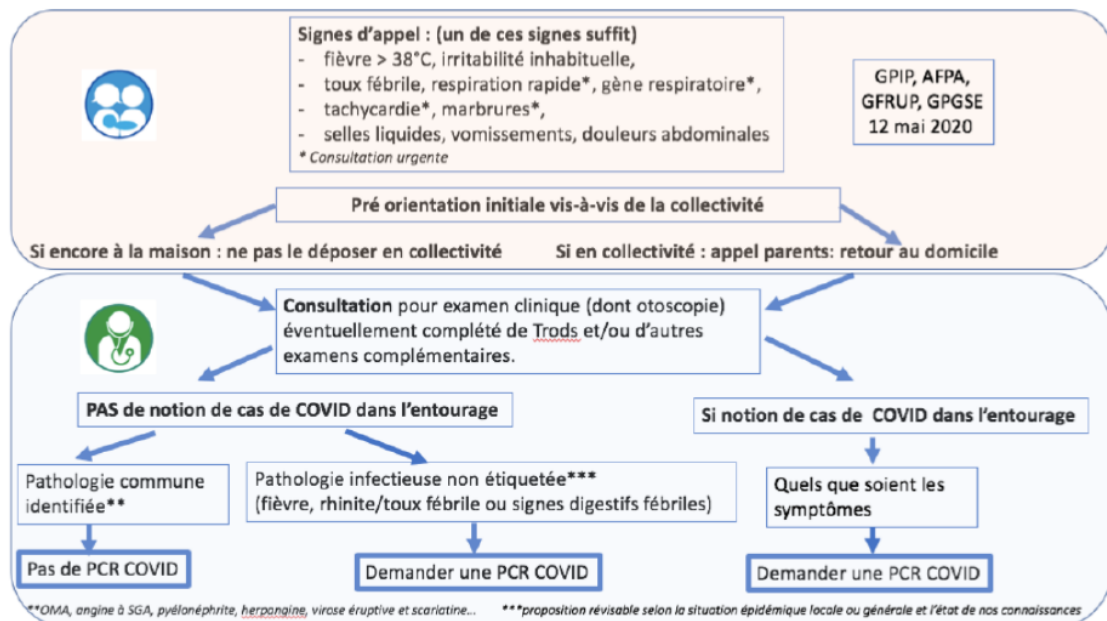 Signes d'appel : (un de ces signes suffit)
- fièvre > 38°C, irritabilité inhabituelle,
- toux fébrile, respiration rapide*, gène respiratoire*,
- tachycardie*, marbrures*,
- selles liquides, vomissements, douleurs abdominales
* Consultation urgente
GPIP, AFPA,
GFRUP, GPGSE
12 mai 2020
Pré orientation initiale vis-à-vis de la collectivité
Si encore à la maison : ne pas le déposer en collectivité
Si en collectivité : appel parents: retour au domicile
Consultation pour examen clinique (dont otoscopie)
éventuellement complété de Trods et/ou d'autres
examens complémentaires.
PAS de notion de cas de COVID dans l'entourage
Si notion de cas de COVID dans l'entourage
Pathologie commune
identifiée**
Pathologie infectieuse non étiquetée***
(fièvre, rhinite/toux fébrile ou signes digestifs fébriles)
Quels que soient les
symptômes
Pas de PCR COVID
Demander une PCR COVID
Demander une PCR COVID
**OMA, angine à SGA, pyélonéphrite, herpangine, virose éruptive et scarlatine...
***proposition révisable selon la situation épidémique locale ou générale et l'état de nos connaissances